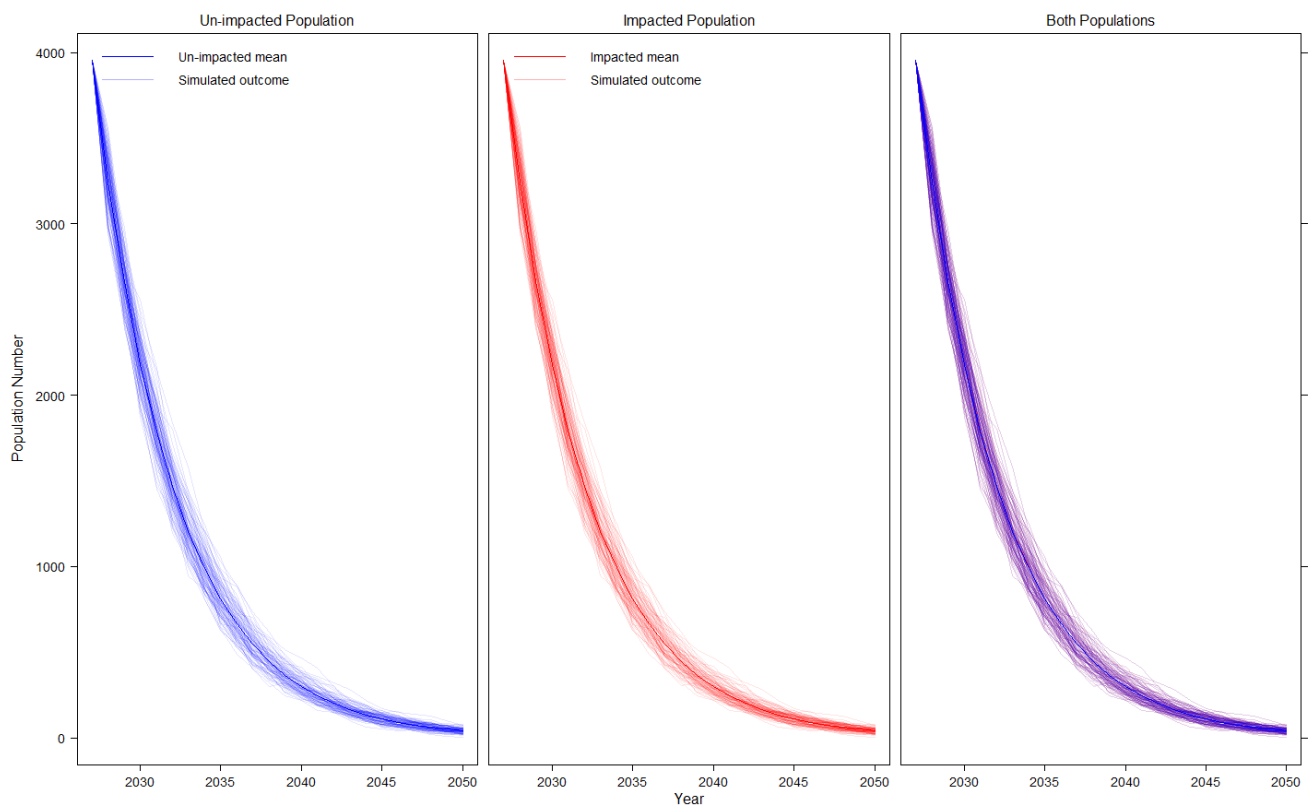 Un-impacted Population
Impacted Population
Both Populations
Un-impacted mean
Simulated outcome
Impacted mean
Simulated outcome
Population Number
4000
3000
2000
1000
0
2030 2035 2040 2045 2050
2030 2035 2040 2045 2050
2030 2035 2040 2045 2050
Year